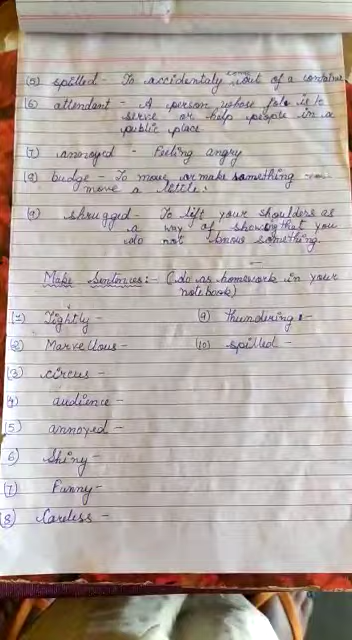 (5) spilled - To accidentaly come out of a container
(6) attendant - A person whose job is to
serve or help people in a
public place
(7) annoyed - Feeling angry
(8) budge - To move or make something
move a little.
(9) shrugged - To lift your shoulders as
a way of showing that you
do not know something.
Make Sentences:- (do as homework in your
notebook)
(1) Tightly - (9) thundering -
(2) Marvellous - (10) spilled -
(3) circus -
(4) audience -
(5) annoyed -
(6) Shiny -
(7) Funny -
(8) Careless -